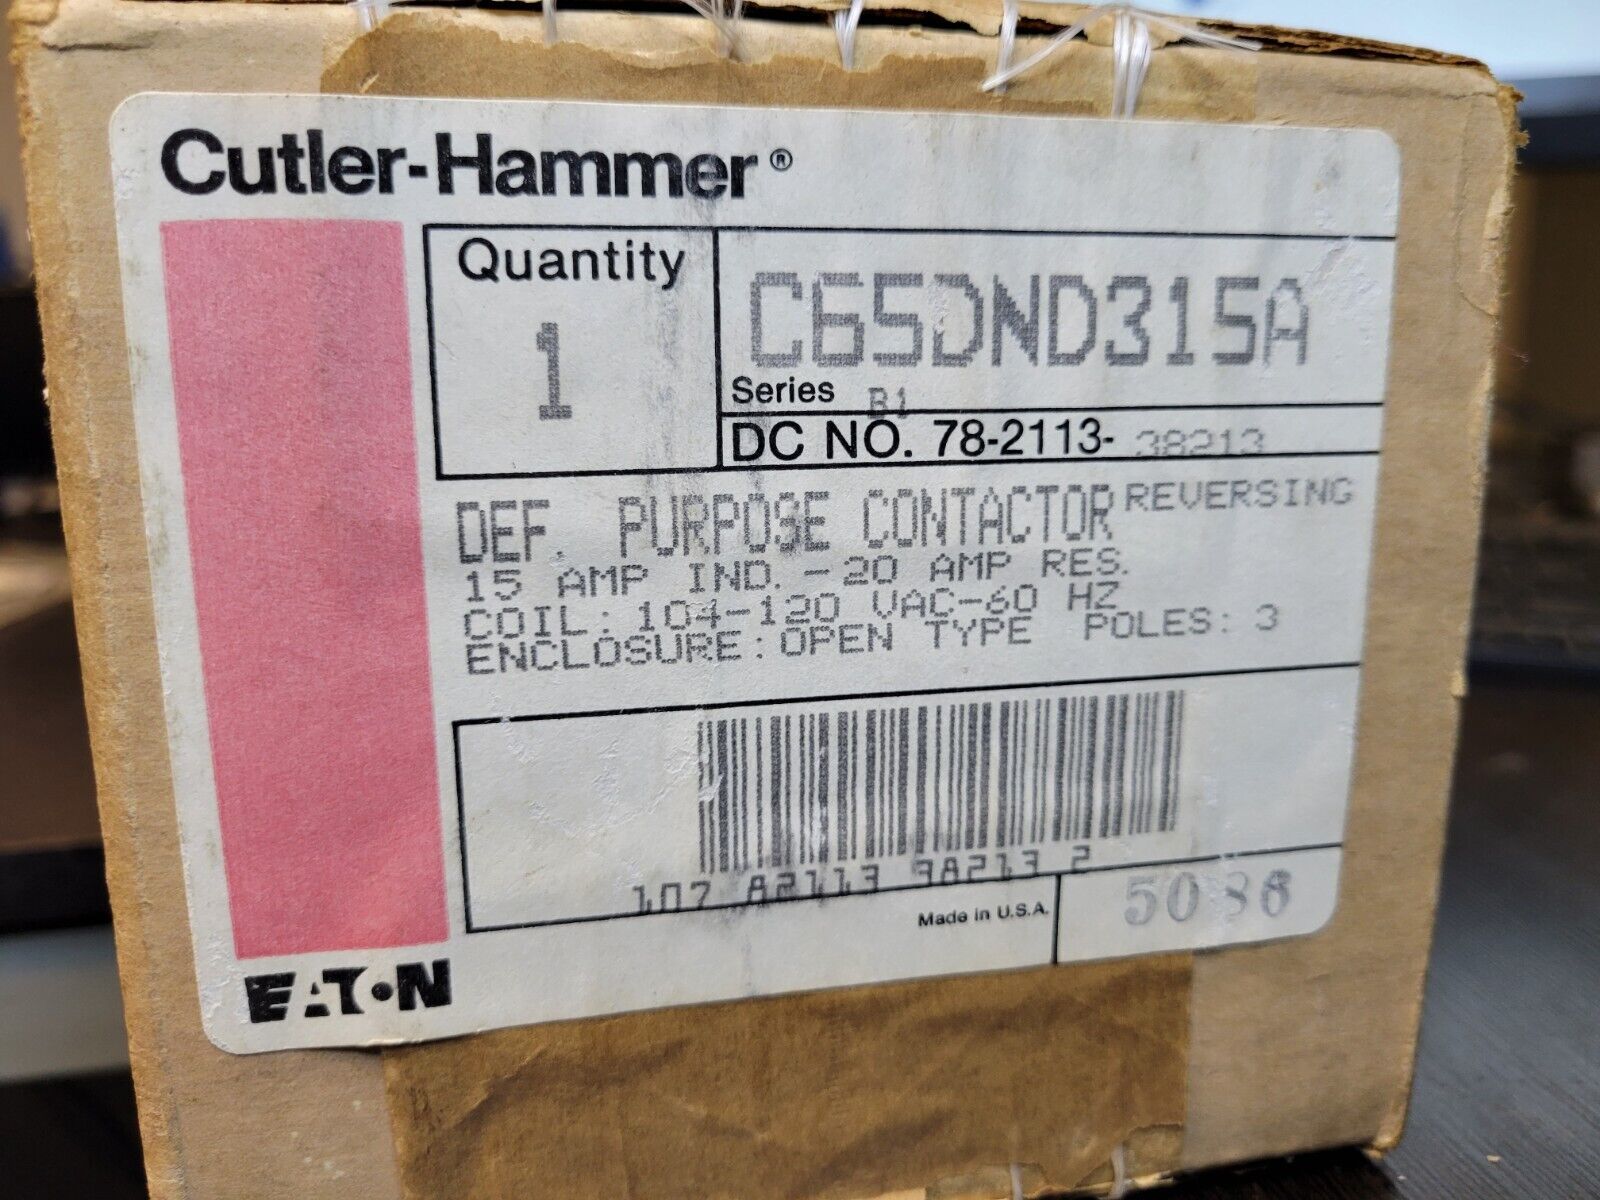 Cutler-Hammer®
Quantity
1
C65DND315A
Series B1
DC NO. 78-2113- 38213
DEF. PURPOSE CONTACTOR REVERSING
15 AMP IND. -20 AMP RES.
COIL: 104-120 VAC-60 HZ
ENCLOSURE: OPEN TYPE POLES: 3
107 82113 38213 2
Made in U.S.A.
EATON